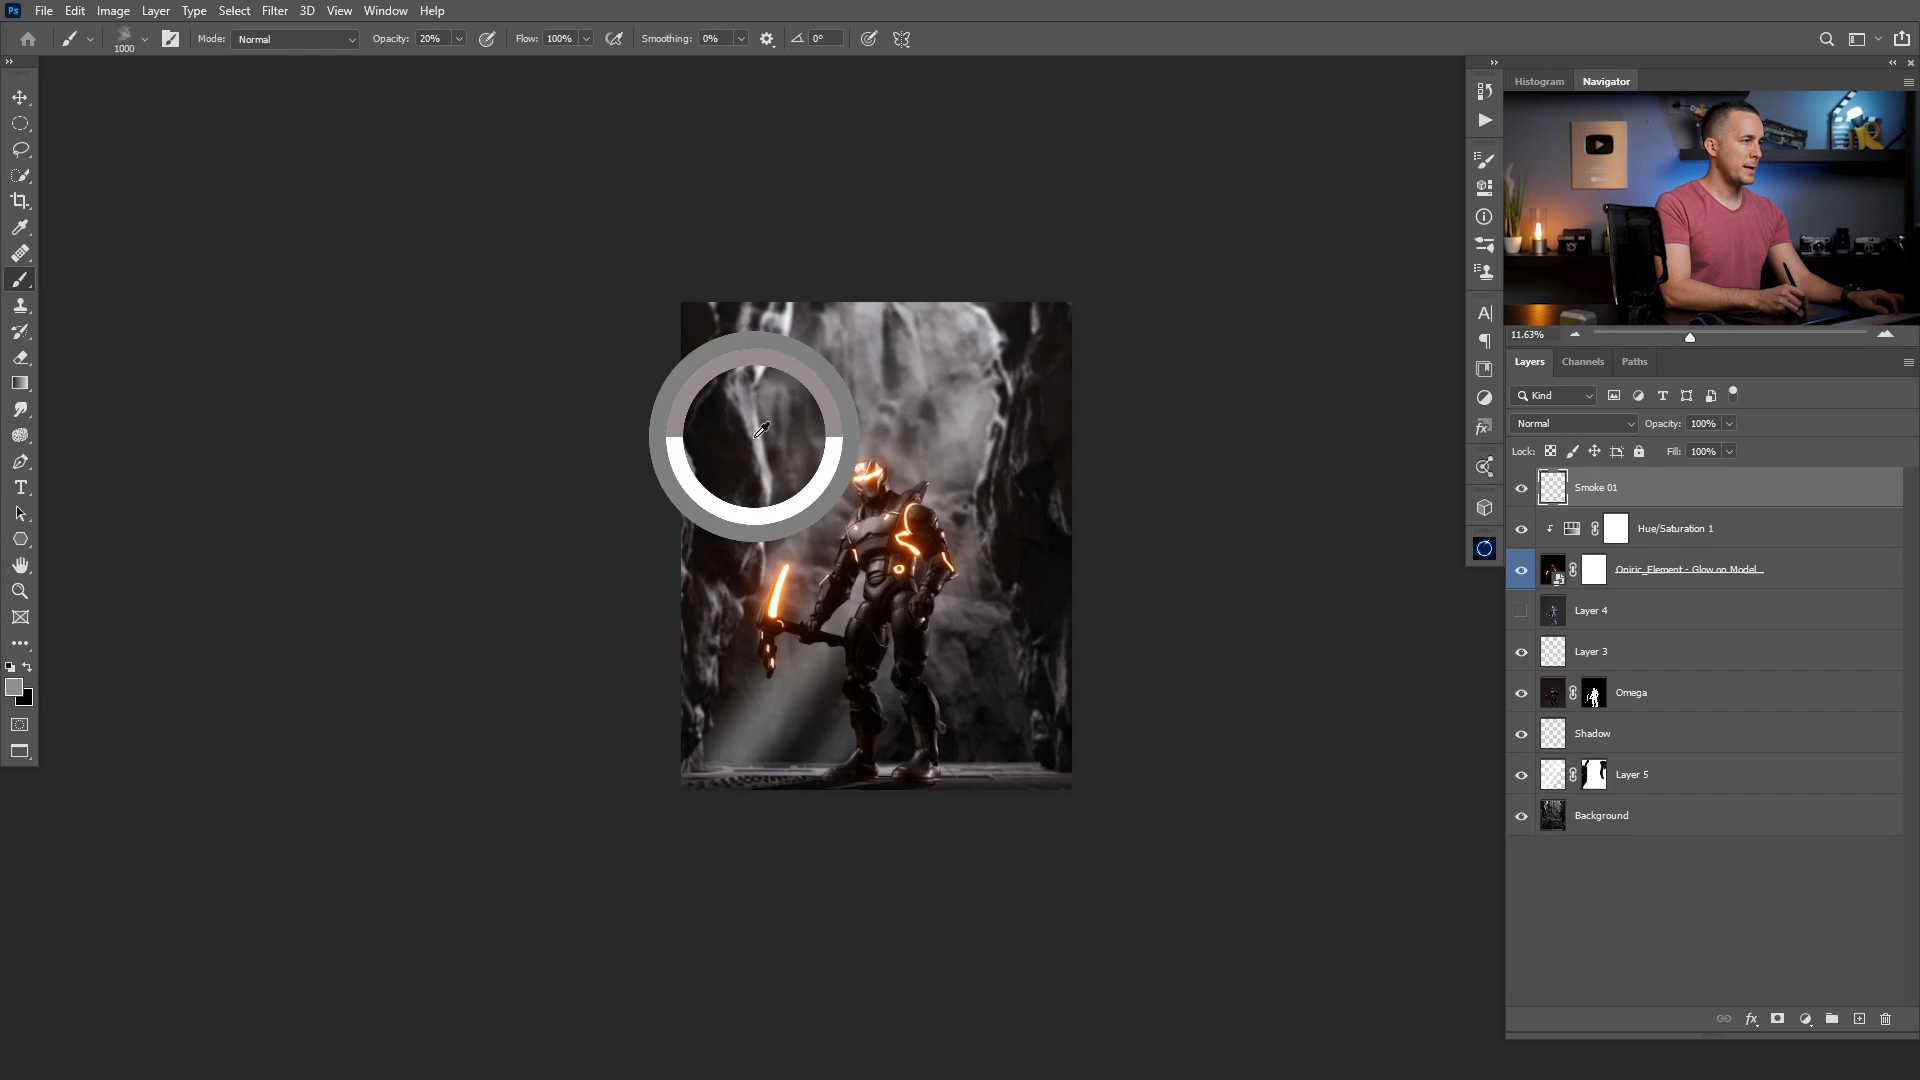 Ps File Edit Image Layer Type Select Filter 3D View Window Help
1000 Mode: Normal Opacity: 20% Flow: 100% Smoothing: 0% 0°
Histogram Navigator
11.63%
Layers Channels Paths
Kind
Normal Opacity: 100%
Lock: Fill: 100%
Smoke 01
Hue/Saturation 1
Oniric_Element - Glow on Model...
Layer 4
Layer 3
Omega
Shadow
Layer 5
Background